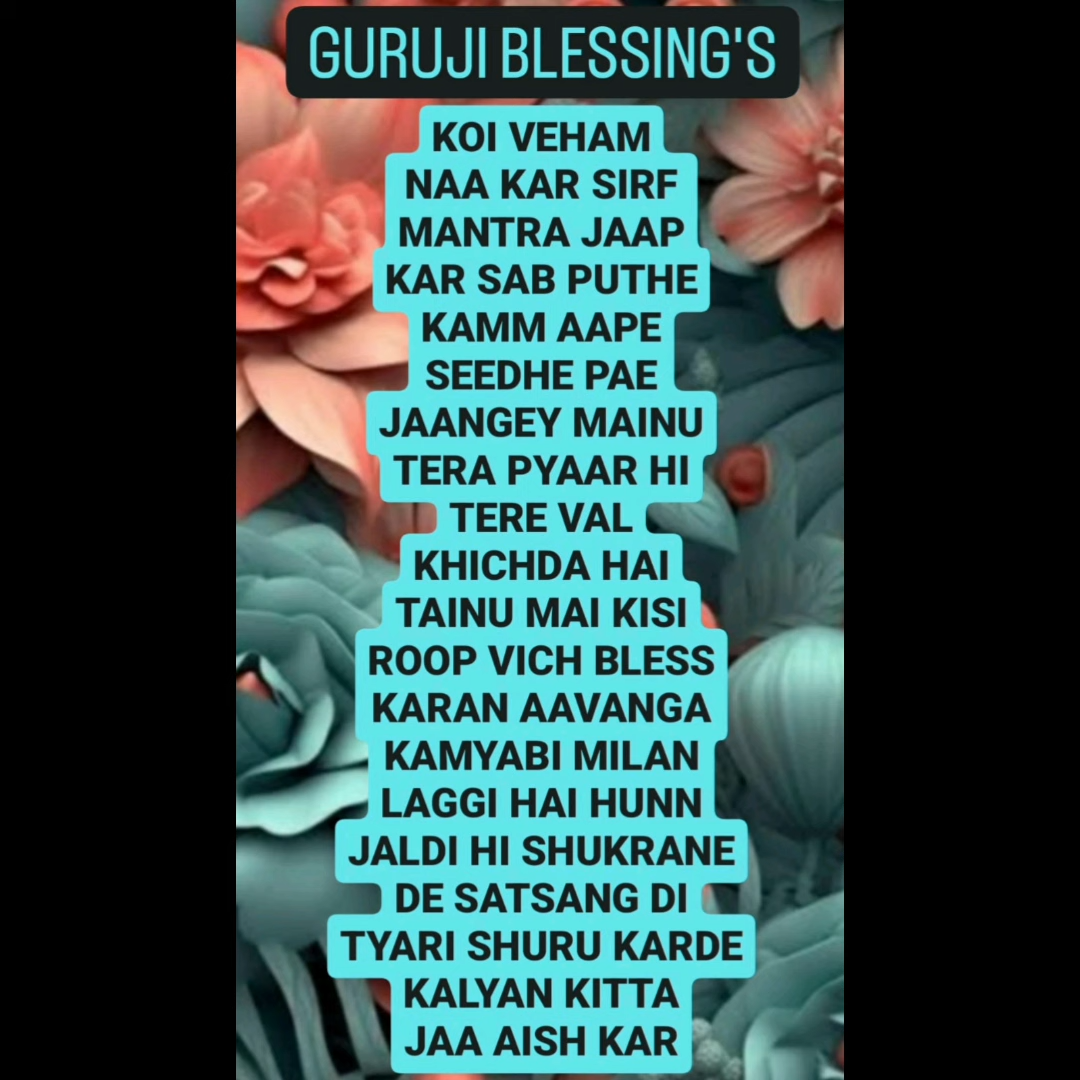 GURUJI BLESSING'S
KOI VEHAM
NAA KAR SIRF
MANTRA JAAP
KAR SAB PUTHE
KAMM AAPE
SEEDHE PAE
JAANGEY MAINU
TERA PYAAR HI
TERE VAL
KHICHDA HAI
TAINU MAI KISI
ROOP VICH BLESS
KARAN AAVANGA
KAMYABI MILAN
LAGGI HAI HUNN
JALDI HI SHUKRANE
DE SATSANG DI
TYARI SHURU KARDE
KALYAN KITTA
JAA AISH KAR